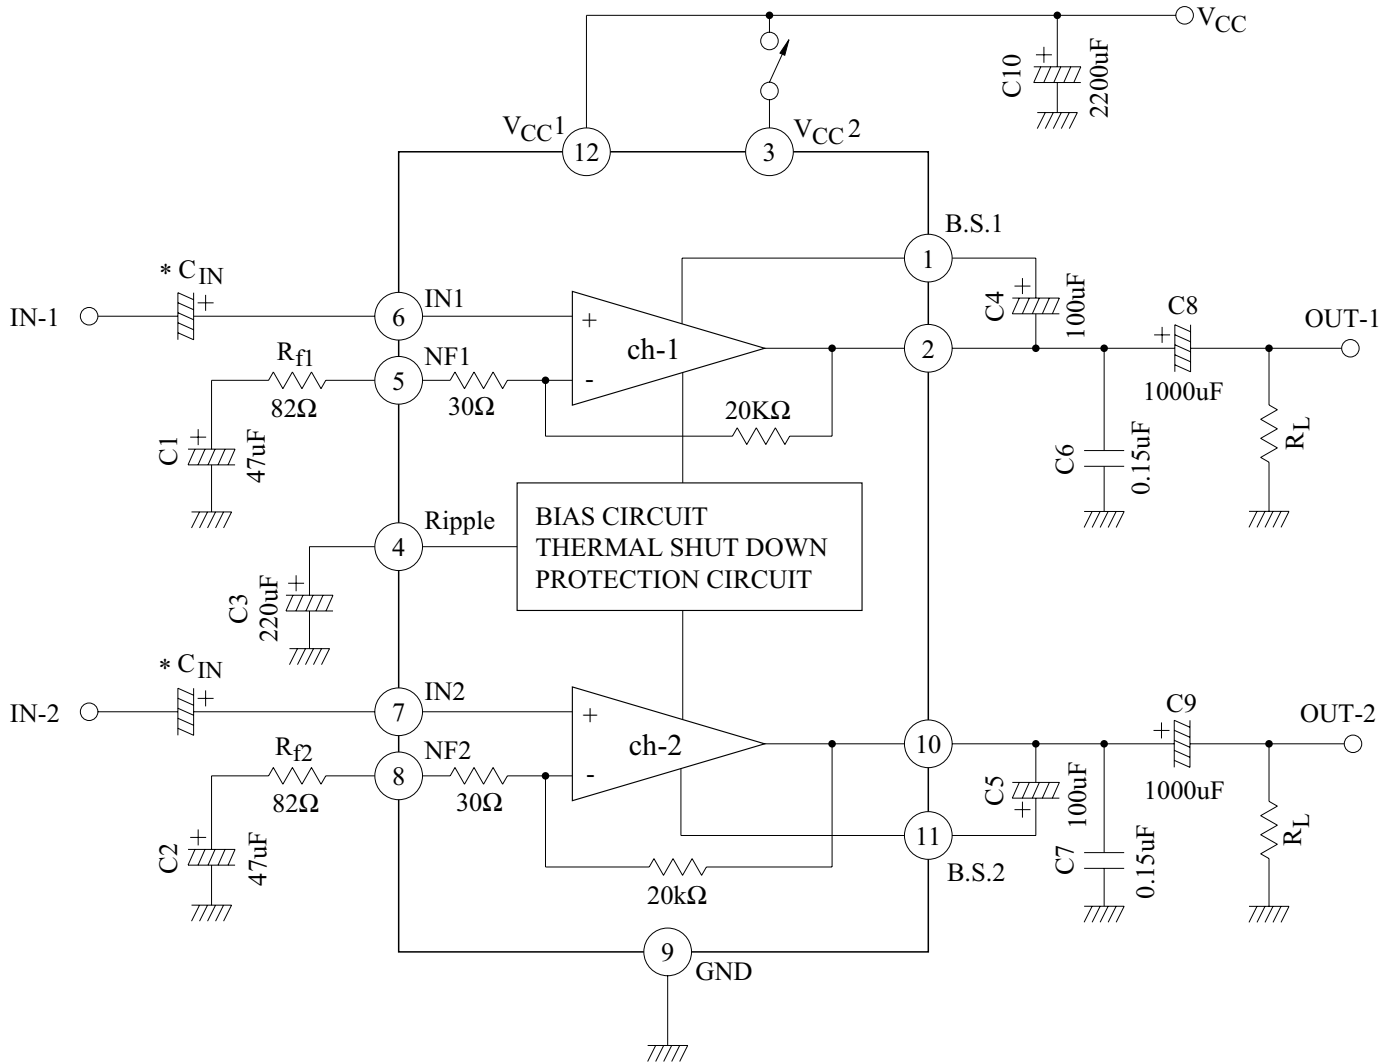 VCC
C10
+
2200uF
VCC1
12
3
VCC2
B.S.1
1
* CIN
+
IN-1
6
IN1
+
ch-1
-
C4
+
100uF
2
C8
+
1000uF
OUT-1
Rf1
82Ω
5
NF1
30Ω
20KΩ
C1
+
47uF
C6
0.15uF
RL
Ripple
4
C3
+
220uF
BIAS CIRCUIT
THERMAL SHUT DOWN
PROTECTION CIRCUIT
* CIN
+
IN-2
7
IN2
+
ch-2
-
10
C9
+
1000uF
OUT-2
Rf2
82Ω
8
NF2
30Ω
C5
+
100uF
11
B.S.2
20kΩ
C2
+
47uF
C7
0.15uF
RL
9
GND